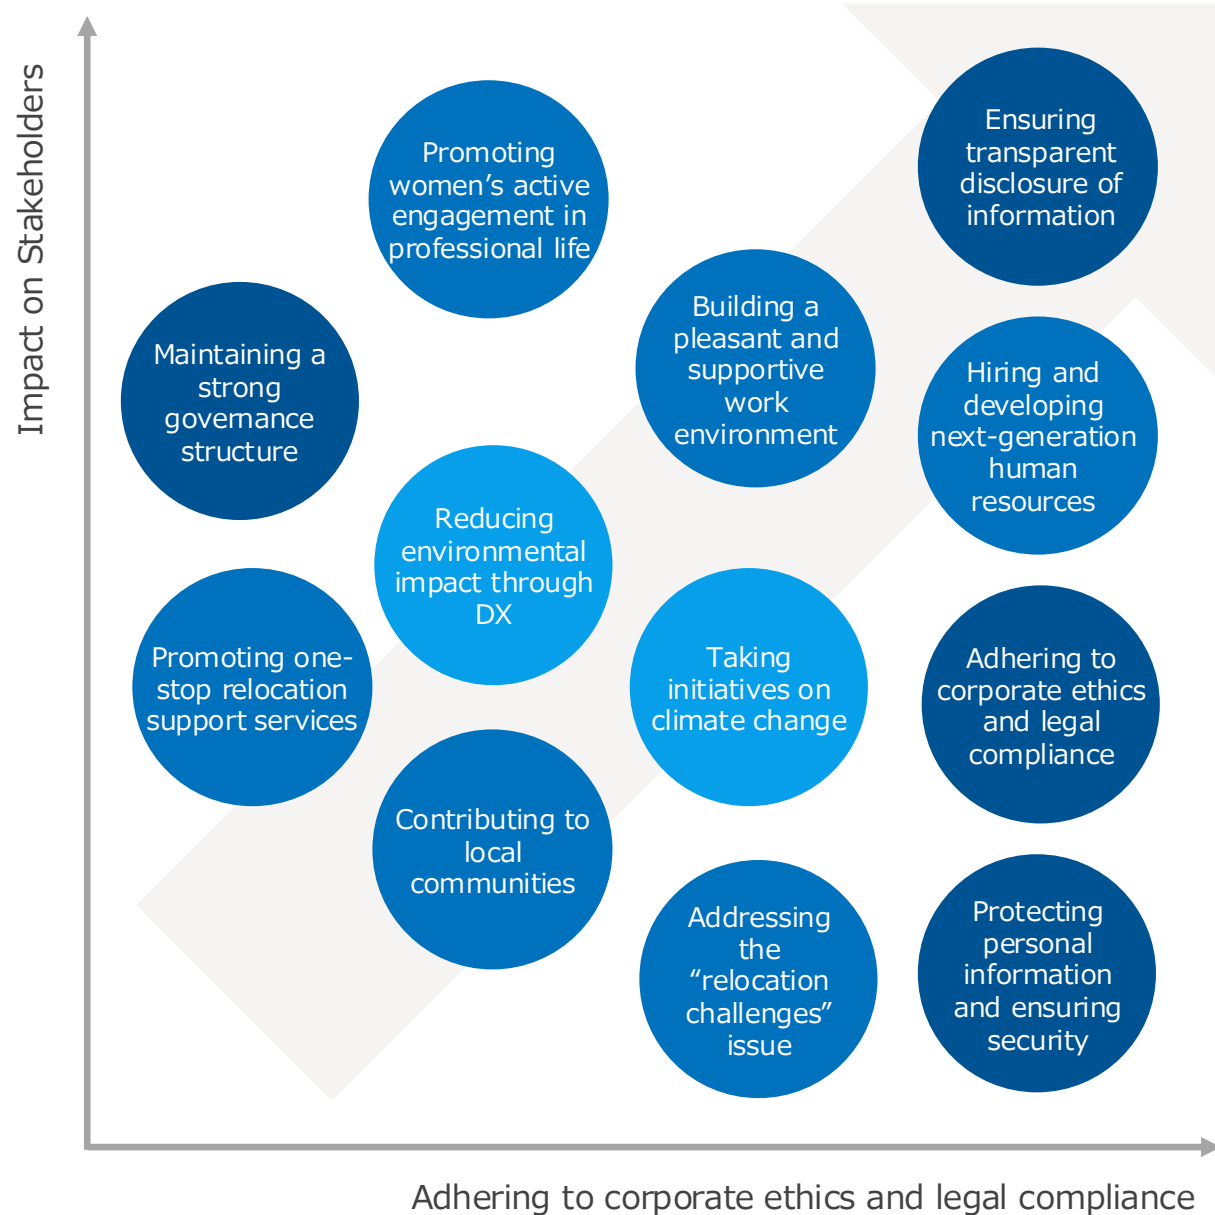 Impact on Stakeholders
Promoting
women’s active
engagement in
professional life
Ensuring
transparent
disclosure of
information
Maintaining a
strong
governance
structure
Building a
pleasant and
supportive
work
environment
Hiring and
developing
next-generation
human
resources
Reducing
environmental
impact through
DX
Promoting one-
stop relocation
support services
Taking
initiatives on
climate change
Adhering to
corporate ethics
and legal
compliance
Contributing to
local
communities
Addressing
the
“relocation
challenges”
issue
Protecting
personal
information
and ensuring
security
Adhering to corporate ethics and legal compliance